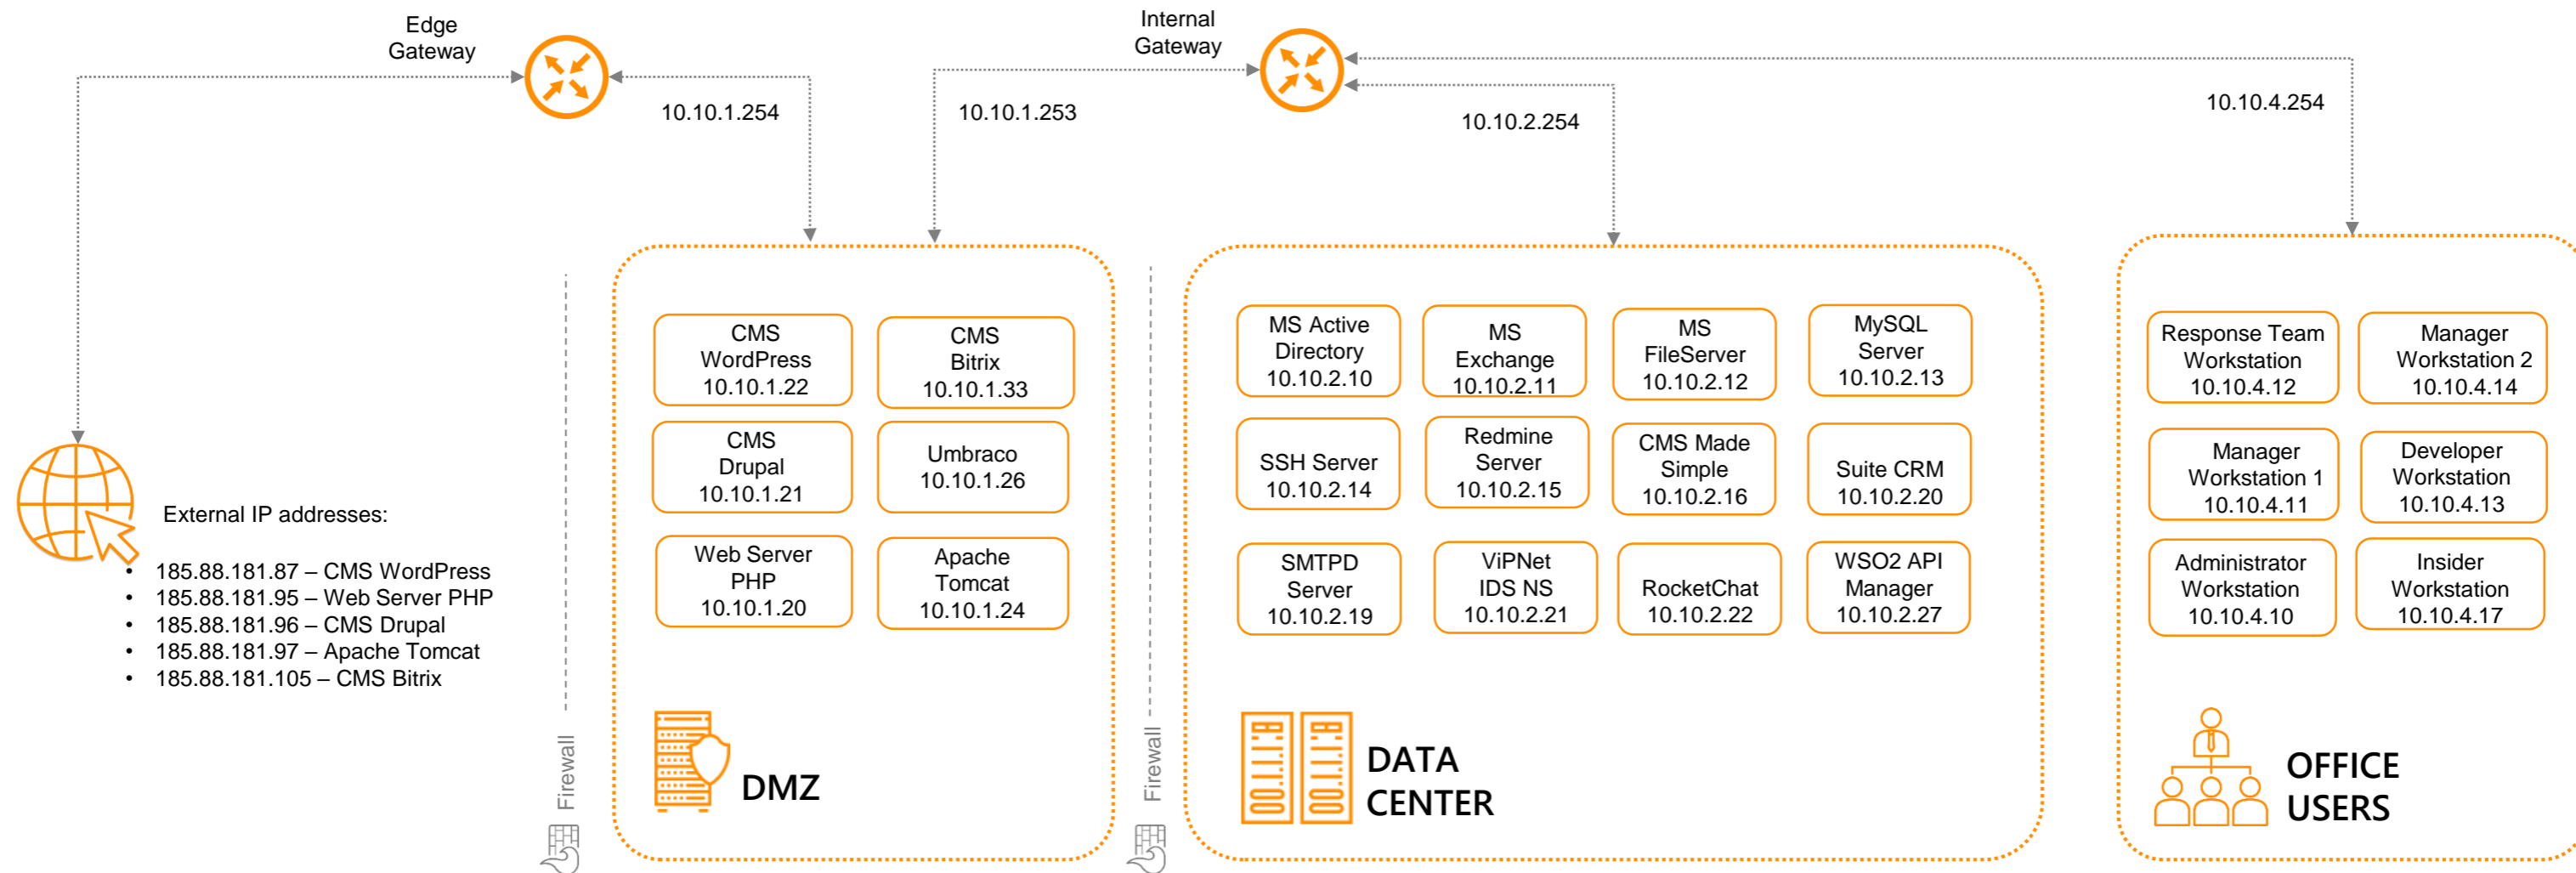 Edge
Gateway
Internal
Gateway
10.10.1.254
10.10.1.253
10.10.2.254
10.10.4.254
External IP addresses:
• 185.88.181.87 – CMS WordPress
• 185.88.181.95 – Web Server PHP
• 185.88.181.96 – CMS Drupal
• 185.88.181.97 – Apache Tomcat
• 185.88.181.105 – CMS Bitrix
Firewall
CMS
WordPress
10.10.1.22
CMS
Bitrix
10.10.1.33
CMS
Drupal
10.10.1.21
Umbraco
10.10.1.26
Web Server
PHP
10.10.1.20
Apache
Tomcat
10.10.1.24
DMZ
Firewall
MS Active
Directory
10.10.2.10
MS
Exchange
10.10.2.11
MS
FileServer
10.10.2.12
MySQL
Server
10.10.2.13
SSH Server
10.10.2.14
Redmine
Server
10.10.2.15
CMS Made
Simple
10.10.2.16
Suite CRM
10.10.2.20
SMTPD
Server
10.10.2.19
ViPNet
IDS NS
10.10.2.21
RocketChat
10.10.2.22
WSO2 API
Manager
10.10.2.27
DATA
CENTER
Response Team
Workstation
10.10.4.12
Manager
Workstation 2
10.10.4.14
Manager
Workstation 1
10.10.4.11
Developer
Workstation
10.10.4.13
Administrator
Workstation
10.10.4.10
Insider
Workstation
10.10.4.17
OFFICE
USERS